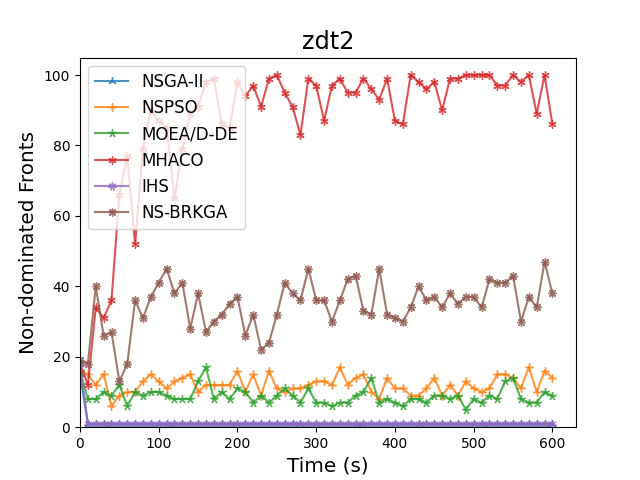 zdt2
100
80
60
40
20
0
Non-dominated Fronts
NSGA-II
NSPSO
MOEA/D-DE
MHACO
IHS
NS-BRKGA
0 100 200 300 400 500 600
Time (s)